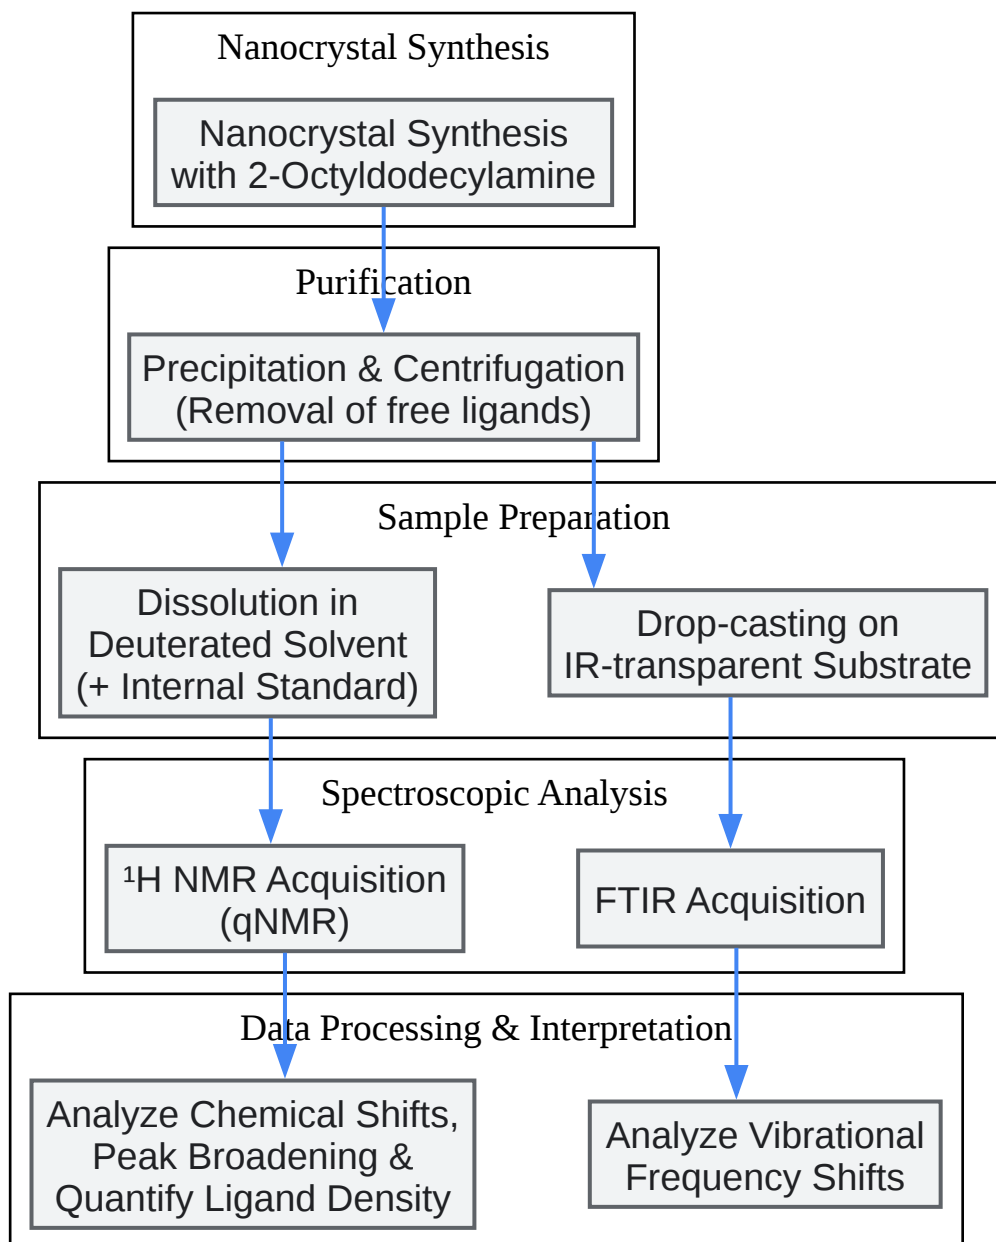 Nanocrystal Synthesis
Nanocrystal Synthesis
with 2-Octyldodecylamine
Purification
Precipitation & Centrifugation
(Removal of free ligands)
Sample Preparation
Dissolution in
Deuterated Solvent
(+ Internal Standard)
Drop-casting on
IR-transparent Substrate
Spectroscopic Analysis
¹H NMR Acquisition
(qNMR)
FTIR Acquisition
Data Processing & Interpretation
Analyze Chemical Shifts,
Peak Broadening &
Quantify Ligand Density
Analyze Vibrational
Frequency Shifts